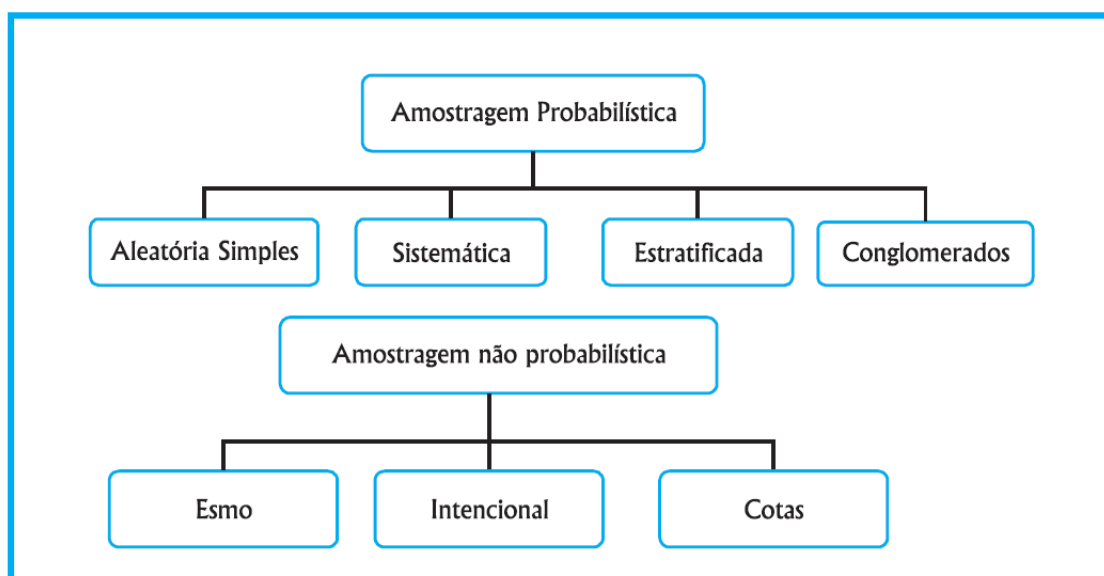 Amostragem Probabilística
Aleatória Simples
Sistemática
Estratificada
Conglomerados
Amostragem não probabilística
Esmo
Intencional
Cotas